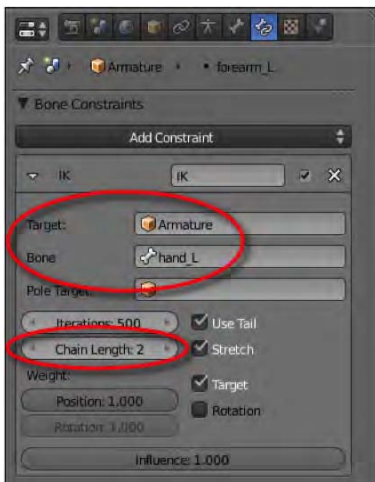 Armature forearm_L
Bone Constraints
Add Constraint
IK IK
Target: Armature
Bone hand_L
Pole Target:
Iterations: 500 Use Tail
Chain Length: 2 Stretch
Weight: Target
Position: 1.000 Rotation
Rotation: 1.000
Influence: 1.000